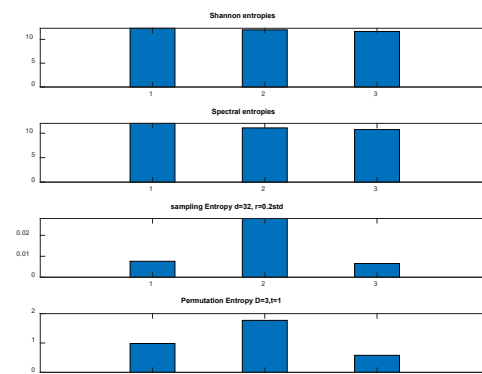 Shannon entropies
10
5
0
1 2 3
Spectral entropies
10
5
0
1 2 3
sampling Entropy d=32, r=0.2std
0.02
0.01
0
1 2 3
Permutation Entropy D=3,t=1
2
1
0